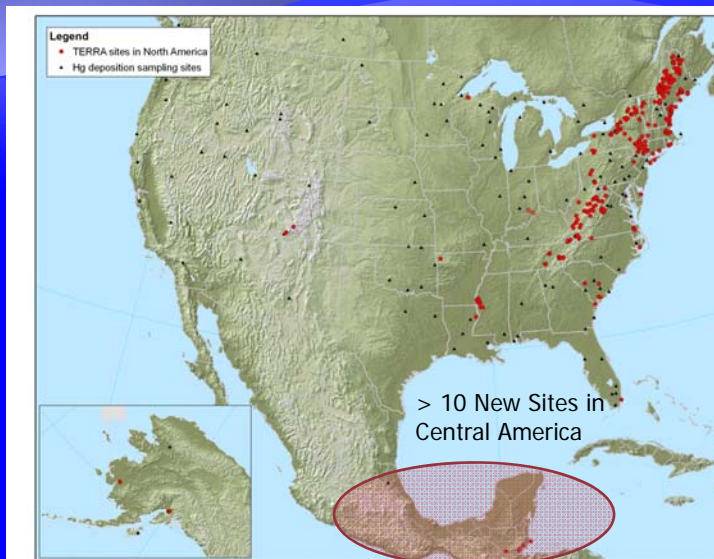 Legend
TERRA sites in North America
Hg deposition sampling sites
> 10 New Sites in
Central America